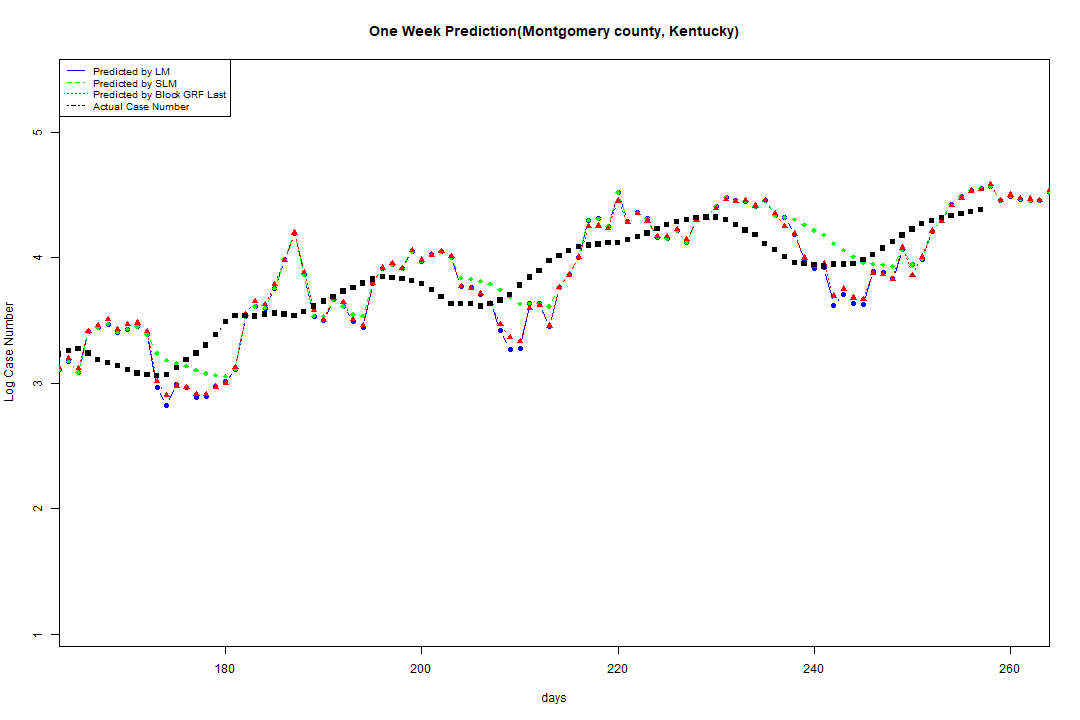 One Week Prediction(Montgomery county, Kentucky)
Predicted by LM
Predicted by SLM
Predicted by Block GRF Last
Actual Case Number
5
4
3
2
1
Log Case Number
180 200 220 240 260
days